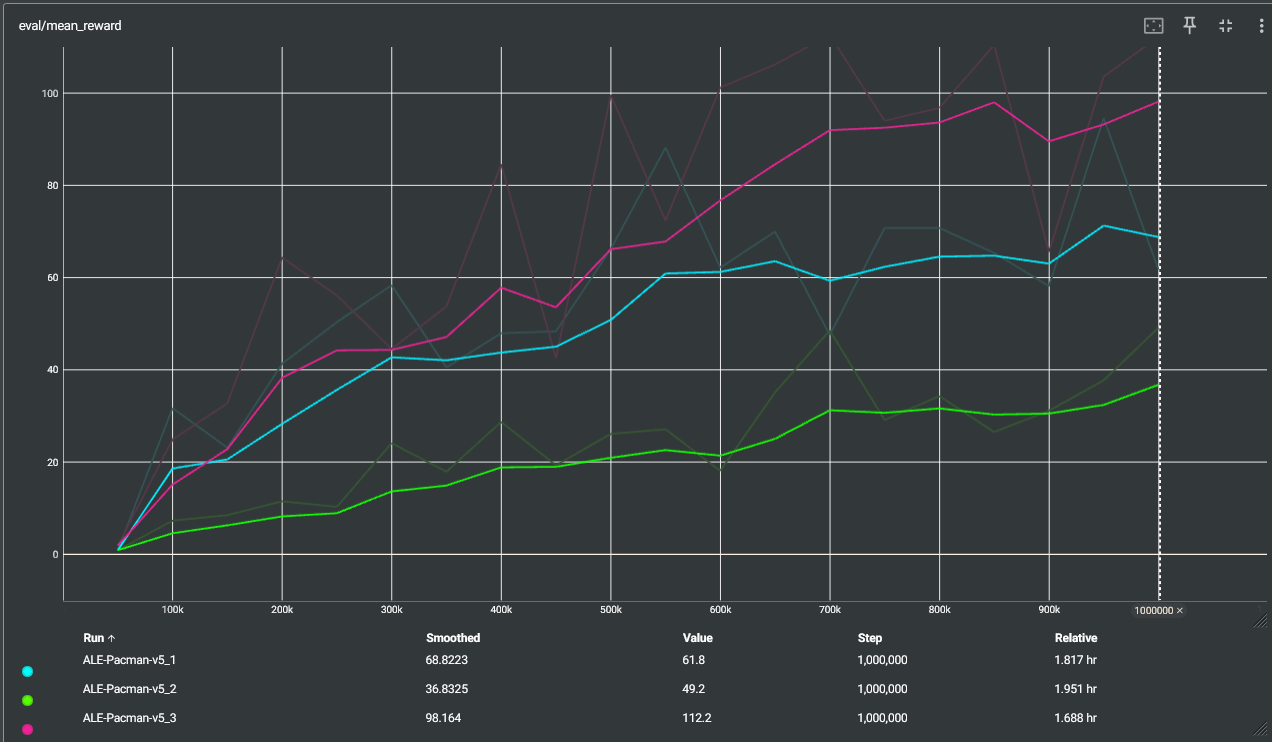 eval/mean_reward
100
80
60
40
20
0
100k 200k 300k 400k 500k 600k 700k 800k 900k 1000000 ×
Run ↑ Smoothed Value Step Relative
ALE-Pacman-v5_1 68.8223 61.8 1,000,000 1.817 hr
ALE-Pacman-v5_2 36.8325 49.2 1,000,000 1.951 hr
ALE-Pacman-v5_3 98.164 112.2 1,000,000 1.688 hr